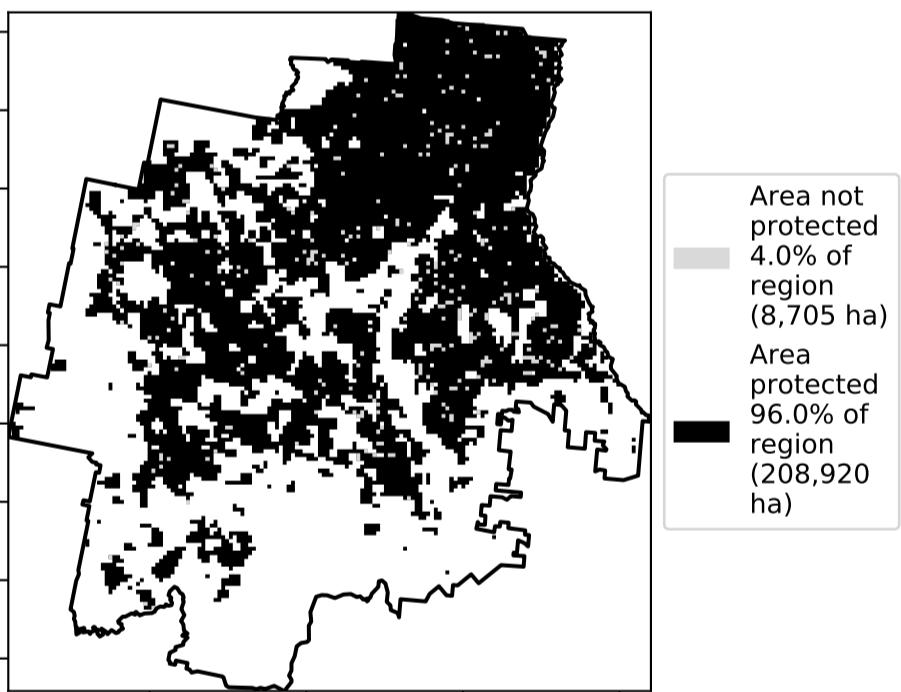 Area not
protected
4.0% of
region
(8,705 ha)
Area
protected
96.0% of
region
(208,920
ha)